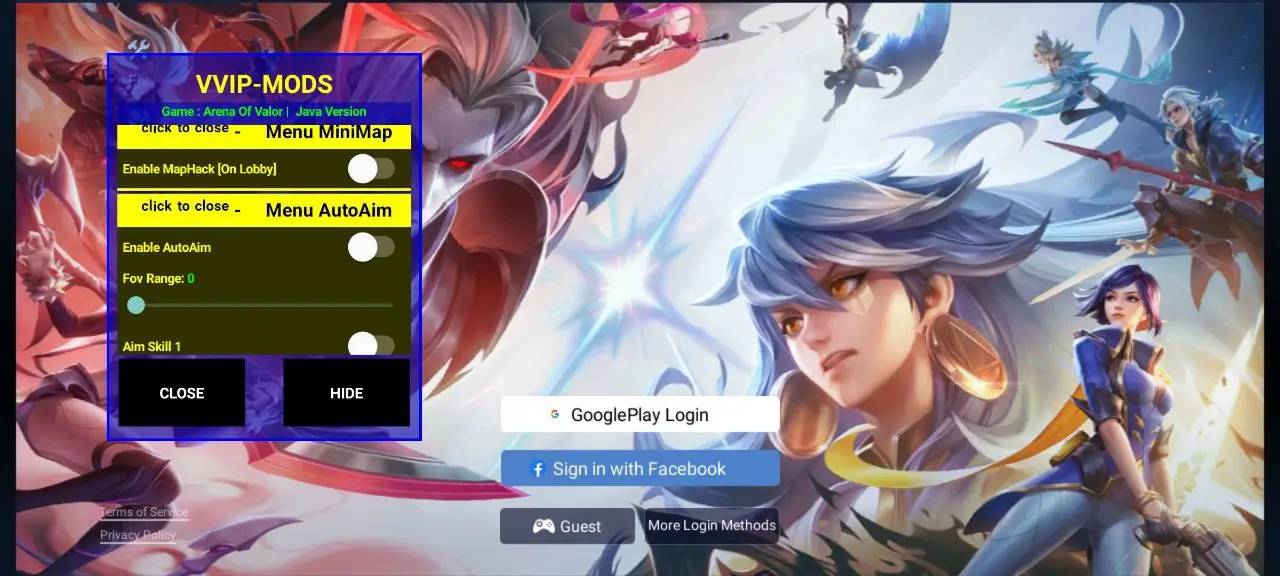 Fix
VVIP-MODS
Game : Arena Of Valor | Java Version
click to close - Menu MiniMap
Enable MapHack [On Lobby]
click to close - Menu AutoAim
Enable AutoAim
Fov Range: 0
Aim Skill 1
CLOSE HIDE
GooglePlay Login
Sign in with Facebook
Guest More Login Methods
Terms of Service
Privacy Policy